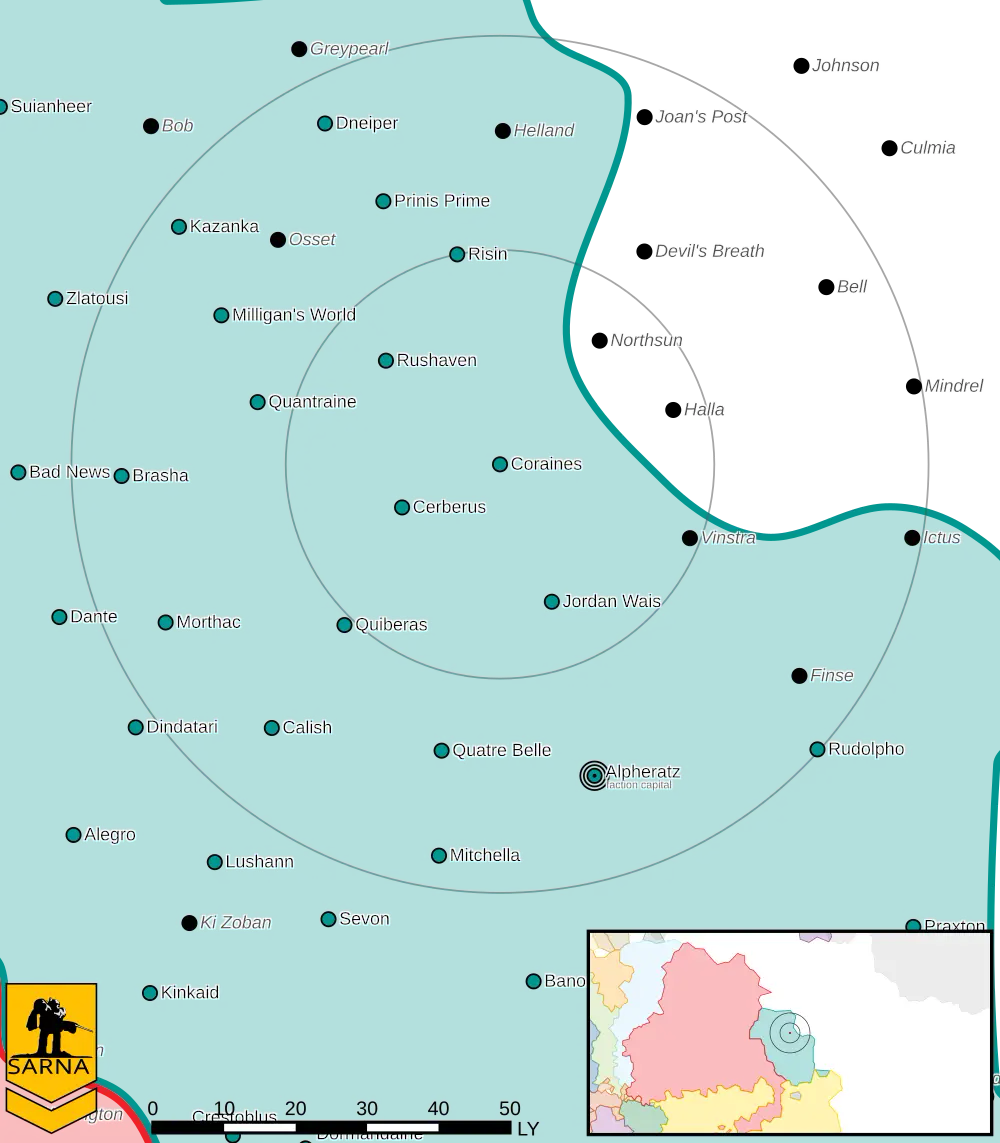 Greypearl
Johnson
Suianheer
Bob
Dneiper
Helland
Joan's Post
Culmia
Prinis Prime
Kazanka
Osset
Risin
Devil's Breath
Bell
Zlatousi
Milligan's World
Northsun
Rushaven
Mindrel
Quantraine
Halla
Coraines
Bad News
Brasha
Cerberus
Vinstra
Ictus
Jordan Wais
Dante
Morthac
Quiberas
Finse
Dindatari
Calish
Quatre Belle
Rudolpho
Alpheratz
faction capital
Alegro
Lushann
Mitchella
Ki Zoban
Sevon
Praxton
Kinkaid
Bano
SARNA
0 10 20 30 40 50 LY
Crestoblus
Dormandaine